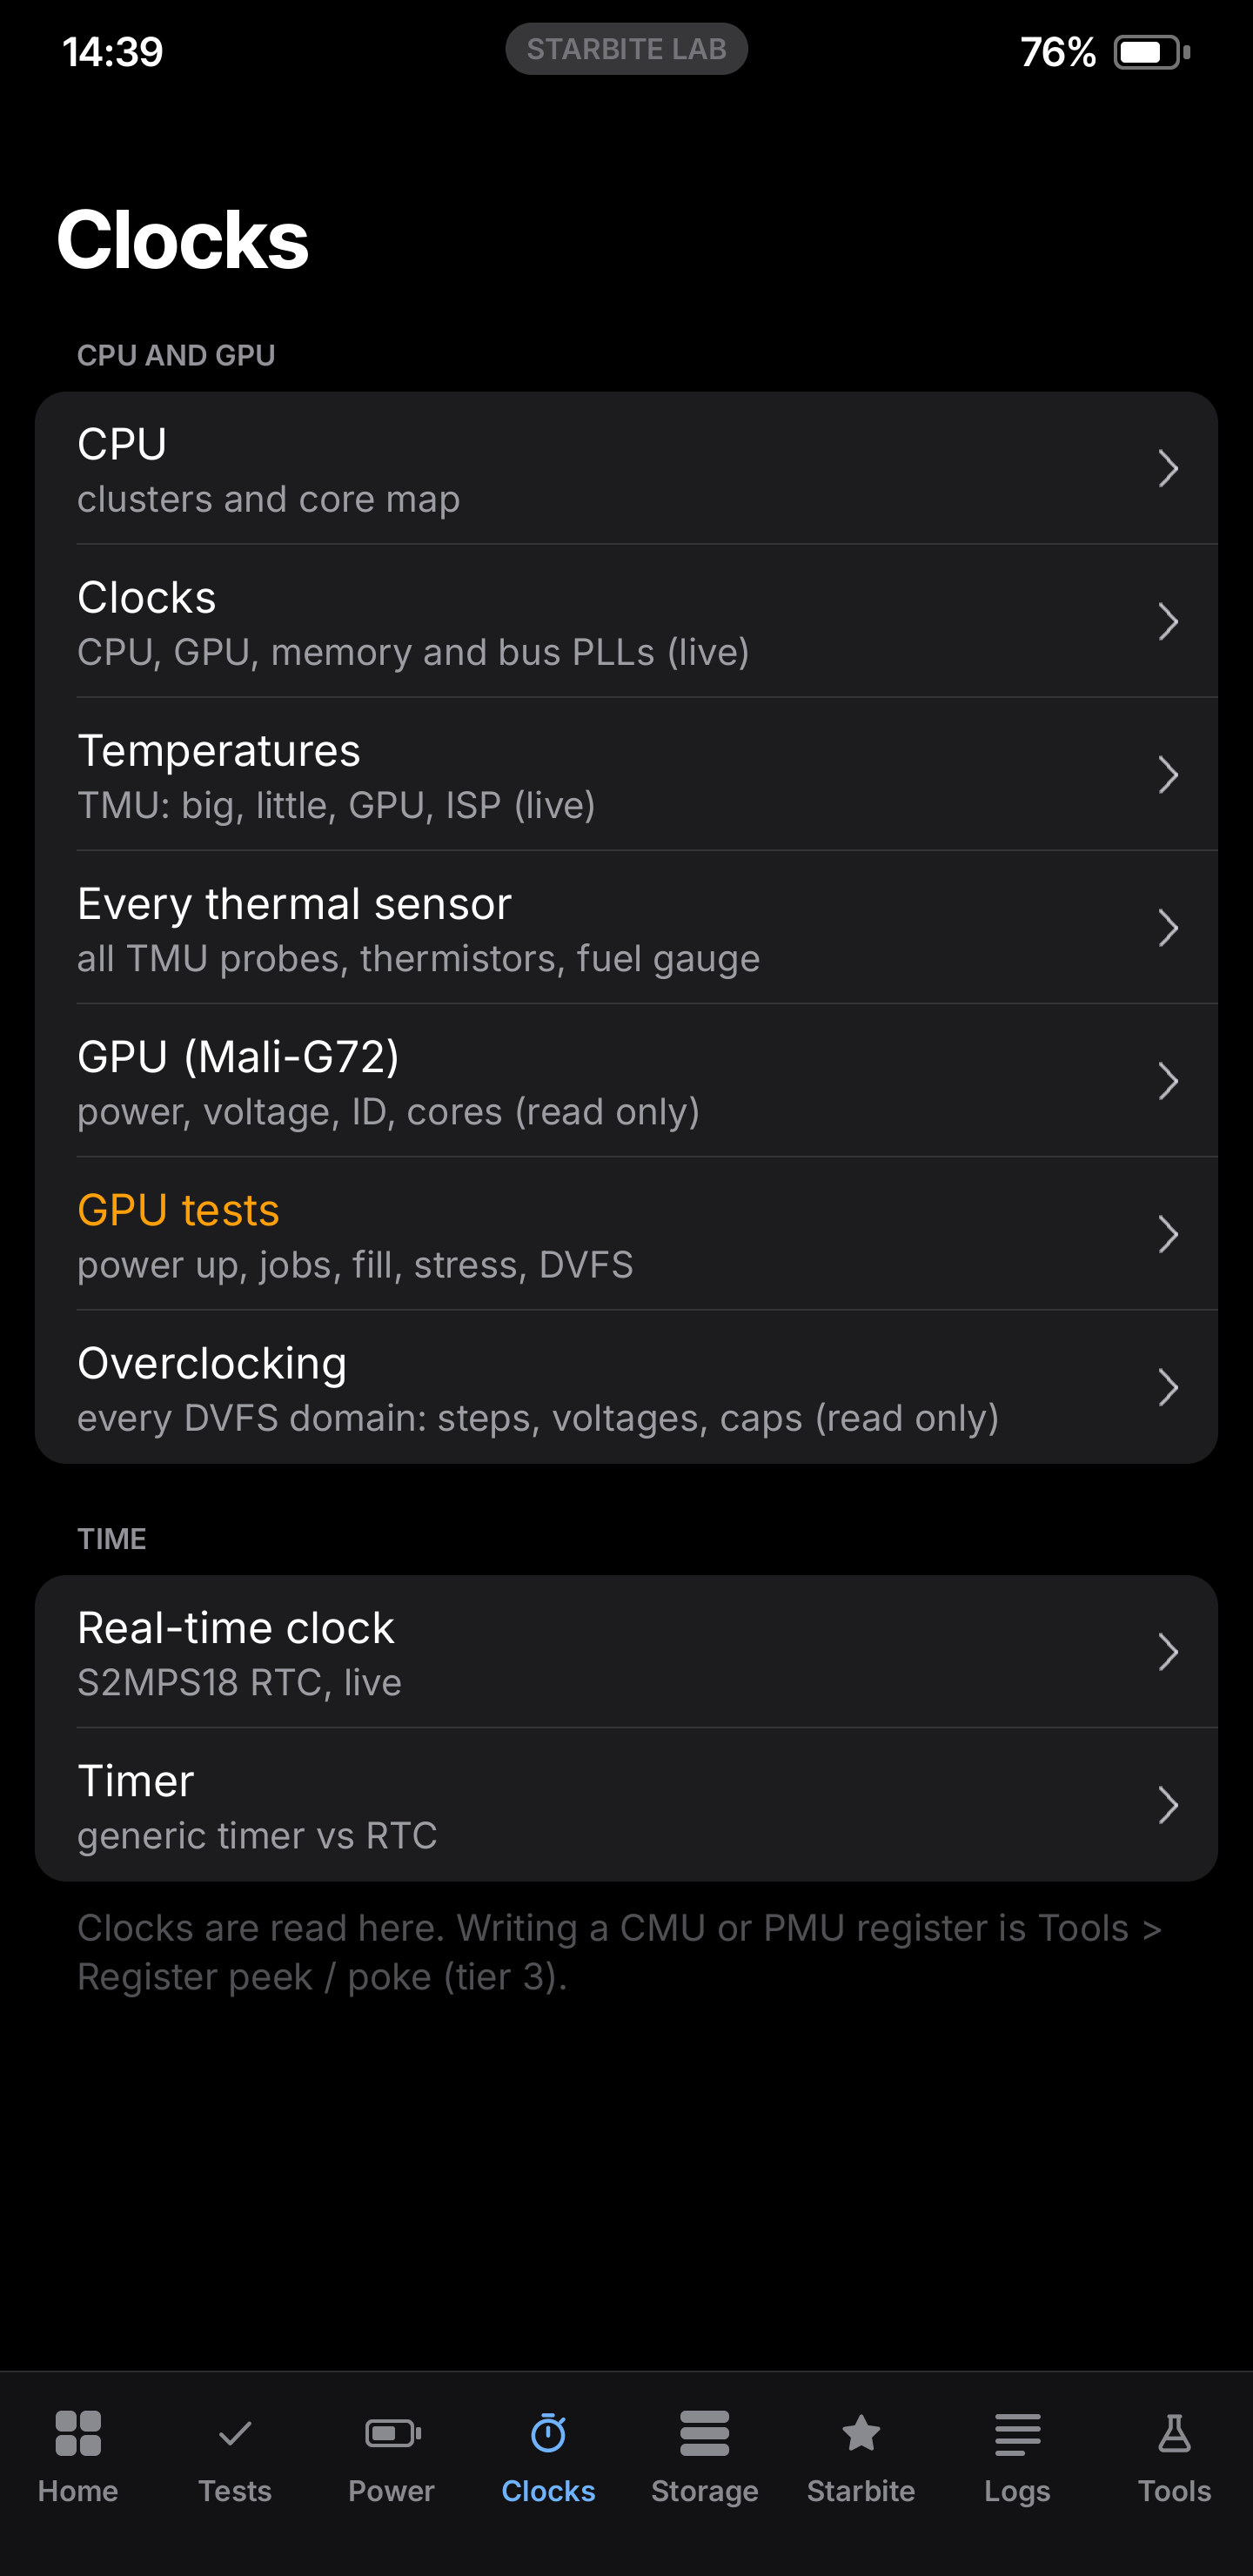 14:39
STARBITE LAB
76%
Clocks
CPU AND GPU
CPU
clusters and core map
Clocks
CPU, GPU, memory and bus PLLs (live)
Temperatures
TMU: big, little, GPU, ISP (live)
Every thermal sensor
all TMU probes, thermistors, fuel gauge
GPU (Mali-G72)
power, voltage, ID, cores (read only)
GPU tests
power up, jobs, fill, stress, DVFS
Overclocking
every DVFS domain: steps, voltages, caps (read only)
TIME
Real-time clock
S2MPS18 RTC, live
Timer
generic timer vs RTC
Clocks are read here. Writing a CMU or PMU register is Tools >
Register peek / poke (tier 3).
Home
Tests
Power
Clocks
Storage
Starbite
Logs
Tools